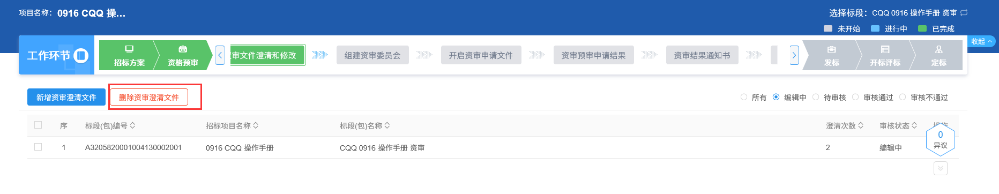 项目名称： 0916 CQQ 操... 选择标段： CQQ 0916 操作手册 资审
未开始 进行中 已完成
收起
工作环节 招标方案 资格预审 审文件澄清和修改 组建资审委员会 开启资审申请文件 资审预审申请结果 资审结果通知书 发标 开标评标 定标
新增资审澄清文件 删除资审澄清文件 所有 编辑中 待审核 审核通过 审核不通过
序 标段(包)编号 招标项目名称 标段(包)名称 澄清次数 审核状态
1 A3205820001004130002001 0916 CQQ 操作手册 CQQ 0916 操作手册 资审 2 编辑中
0
异议